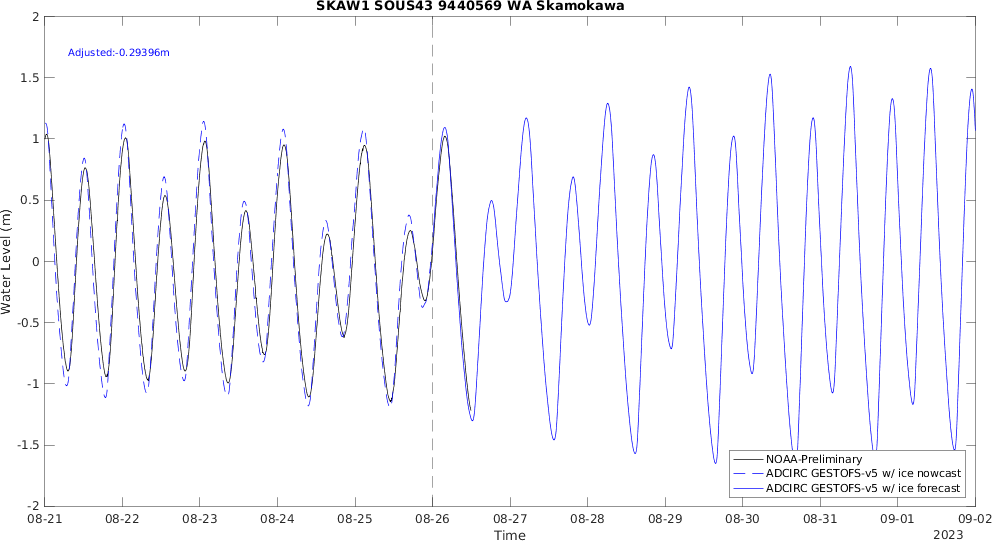 SKAW1 SOUS43 9440569 WA Skamokawa
Adjusted:-0.29396m
2
1.5
1
0.5
0
-0.5
-1
-1.5
-2
Water Level (m)
NOAA-Preliminary
ADCIRC GESTOFS-v5 w/ ice nowcast
ADCIRC GESTOFS-v5 w/ ice forecast
08-21 08-22 08-23 08-24 08-25 08-26 08-27 08-28 08-29 08-30 08-31 09-01 09-02
Time
2023